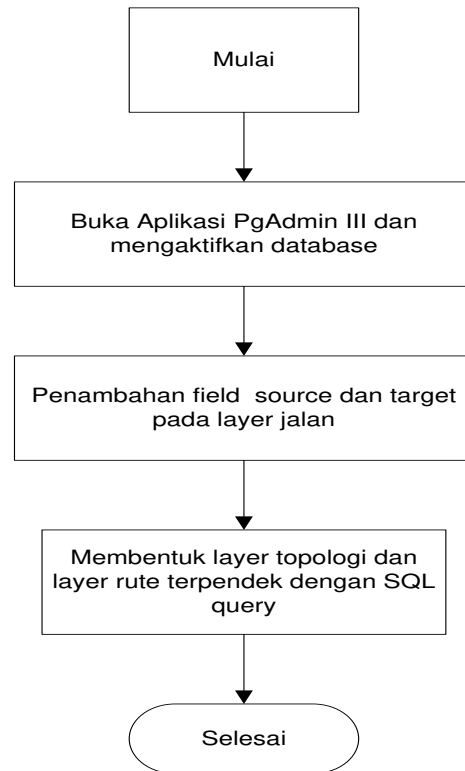 Mulai
Buka Aplikasi PgAdmin III dan
mengaktifkan database
Penambahan field  source dan target
pada layer jalan
Membentuk layer topologi dan
layer rute terpendek dengan SQL
query
Selesai